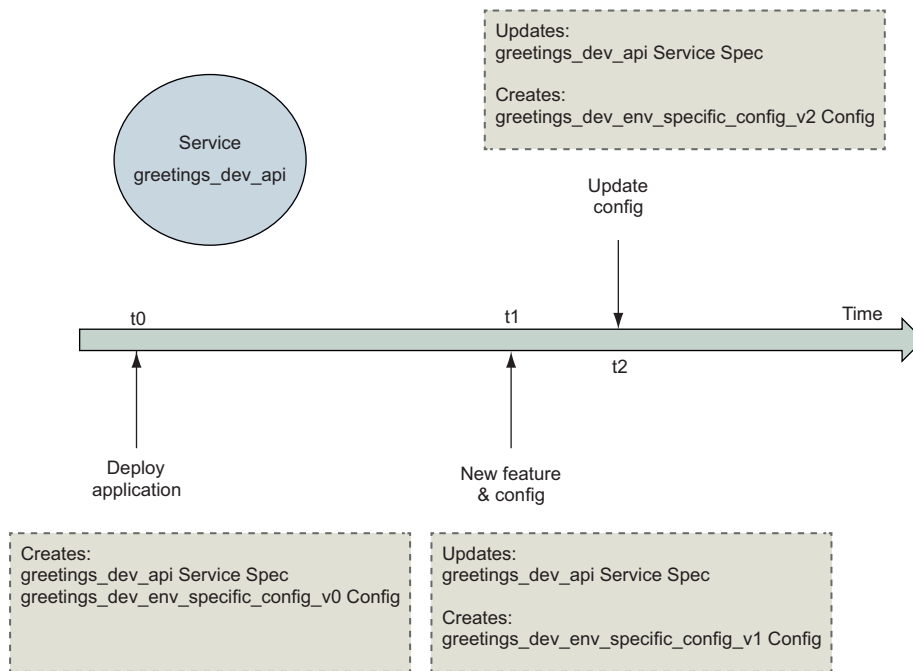 Updates:
greetings_dev_api Service Spec
Creates:
greetings_dev_env_specific_config_v2 Config
Service
greetings_dev_api
Update
config
t0
t1
Time
t2
Deploy
application
New feature
& config
Creates:
greetings_dev_api Service Spec
greetings_dev_env_specific_config_v0 Config
Updates:
greetings_dev_api Service Spec
Creates:
greetings_dev_env_specific_config_v1 Config